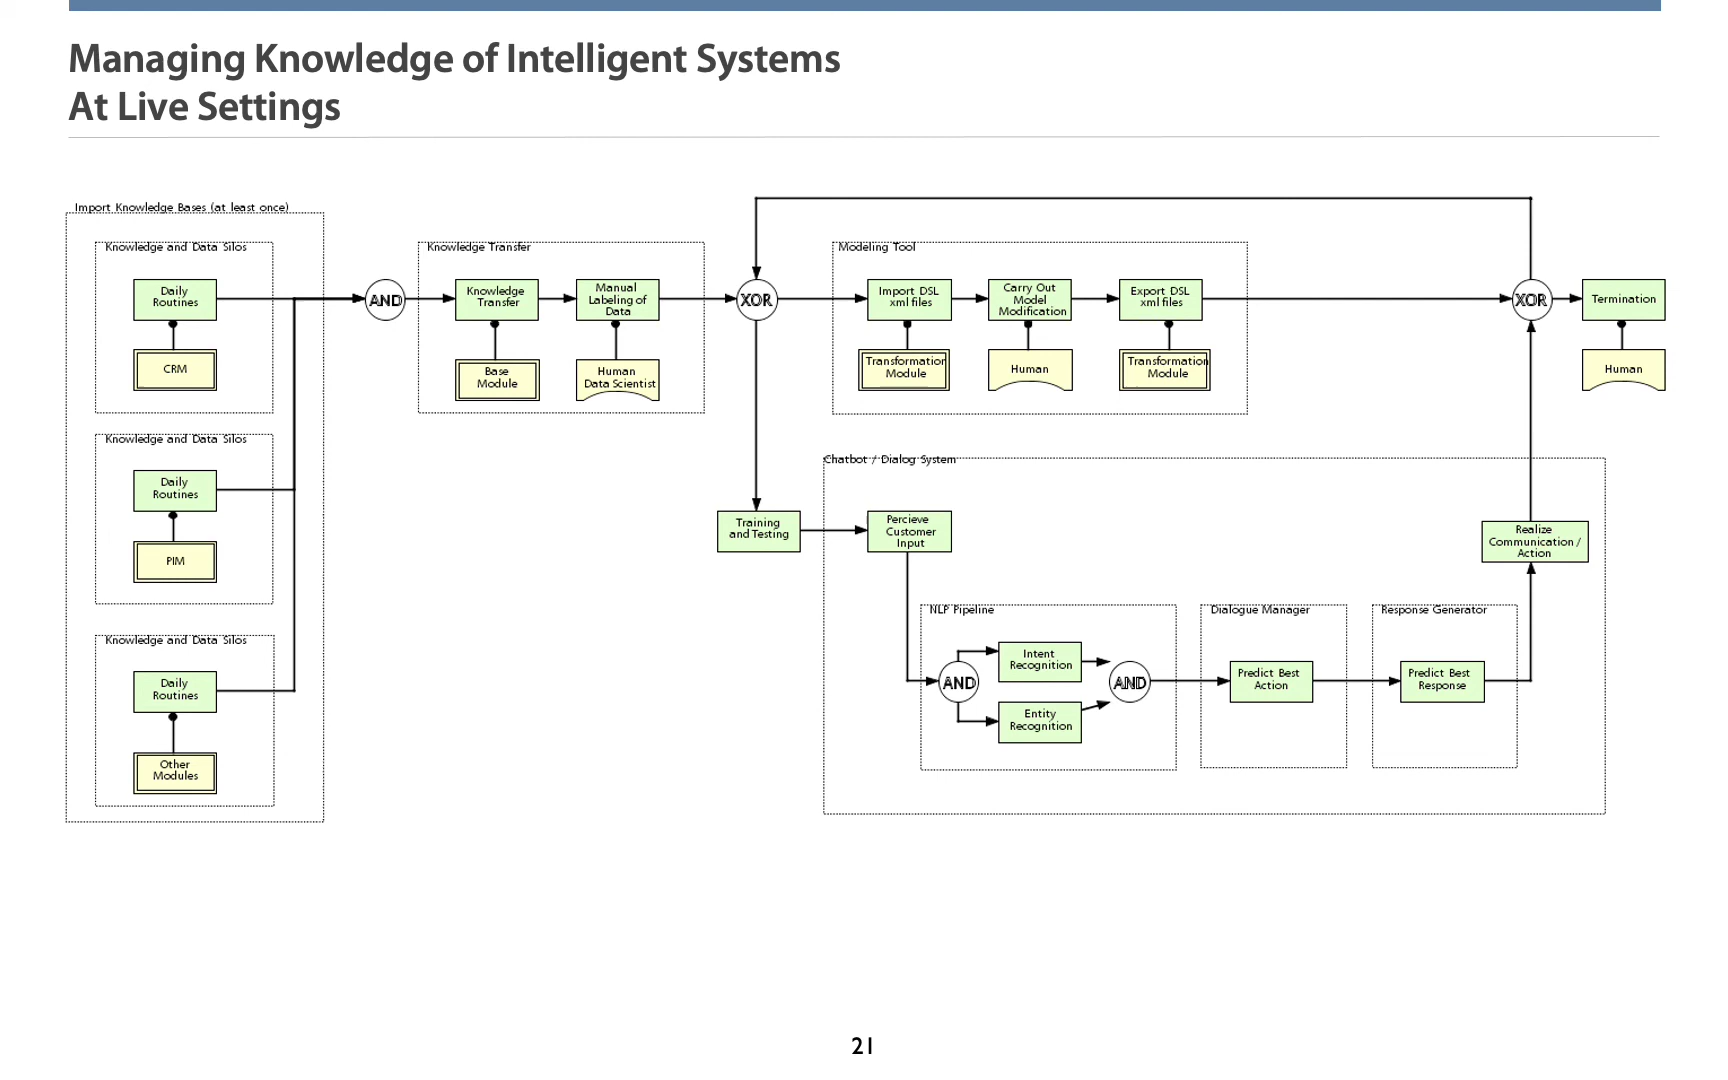 Managing Knowledge of Intelligent Systems
At Live Settings
Import Knowledge Bases (at least once)
Knowledge and Data Silos
Daily
Routines
CRM
Knowledge and Data Silos
Daily
Routines
PIM
Knowledge and Data Silos
Daily
Routines
Other
Modules
AND
Knowledge Transfer
Knowledge
Transfer
Base
Module
Manual
Labeling of
Data
Human
Data Scientist
XOR
Modeling Tool
Import DSL
xml files
Transformation
Module
Carry Out
Model
Modification
Human
Export DSL
xml files
Transformation
Module
XOR
Termination
Human
Training
and Testing
Chatbot / Dialog System
Percieve
Customer
Input
NLP Pipeline
AND
Intent
Recognition
Entity
Recognition
AND
Dialogue Manager
Predict Best
Action
Response Generator
Predict Best
Response
Realize
Communication /
Action
21